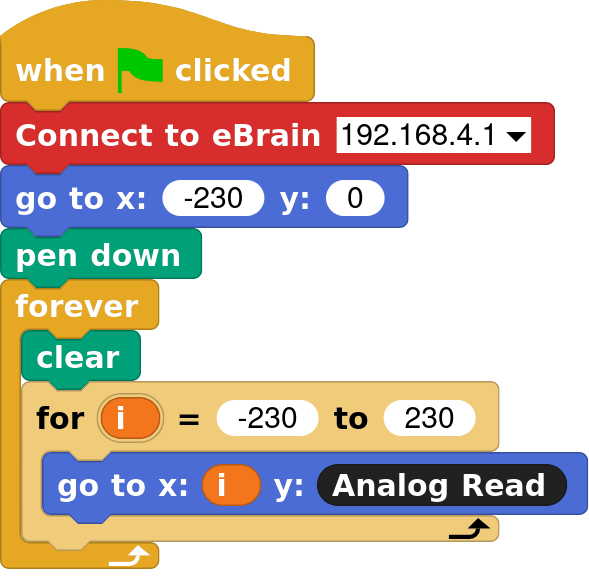 when clicked
Connect to eBrain 192.168.4.1
go to x: -230 y: 0
pen down
forever
clear
for i = -230 to 230
go to x: i y: Analog Read